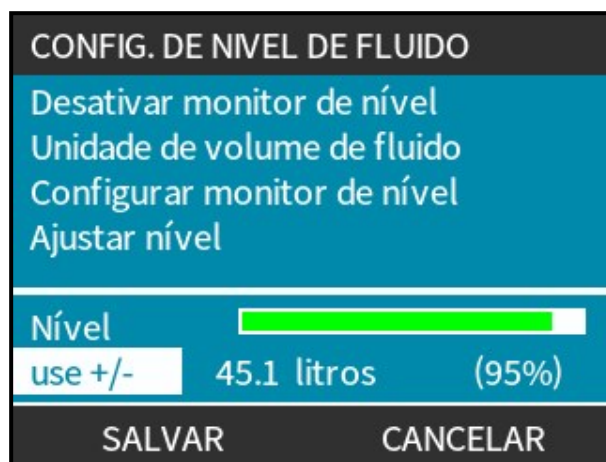 CONFIG. DE NIVEL DE FLUIDO
Desativar monitor de nível
Unidade de volume de fluido
Configurar monitor de nível
Ajustar nível
Nível
use +/- 45.1 litros (95%)
SALVAR CANCELAR